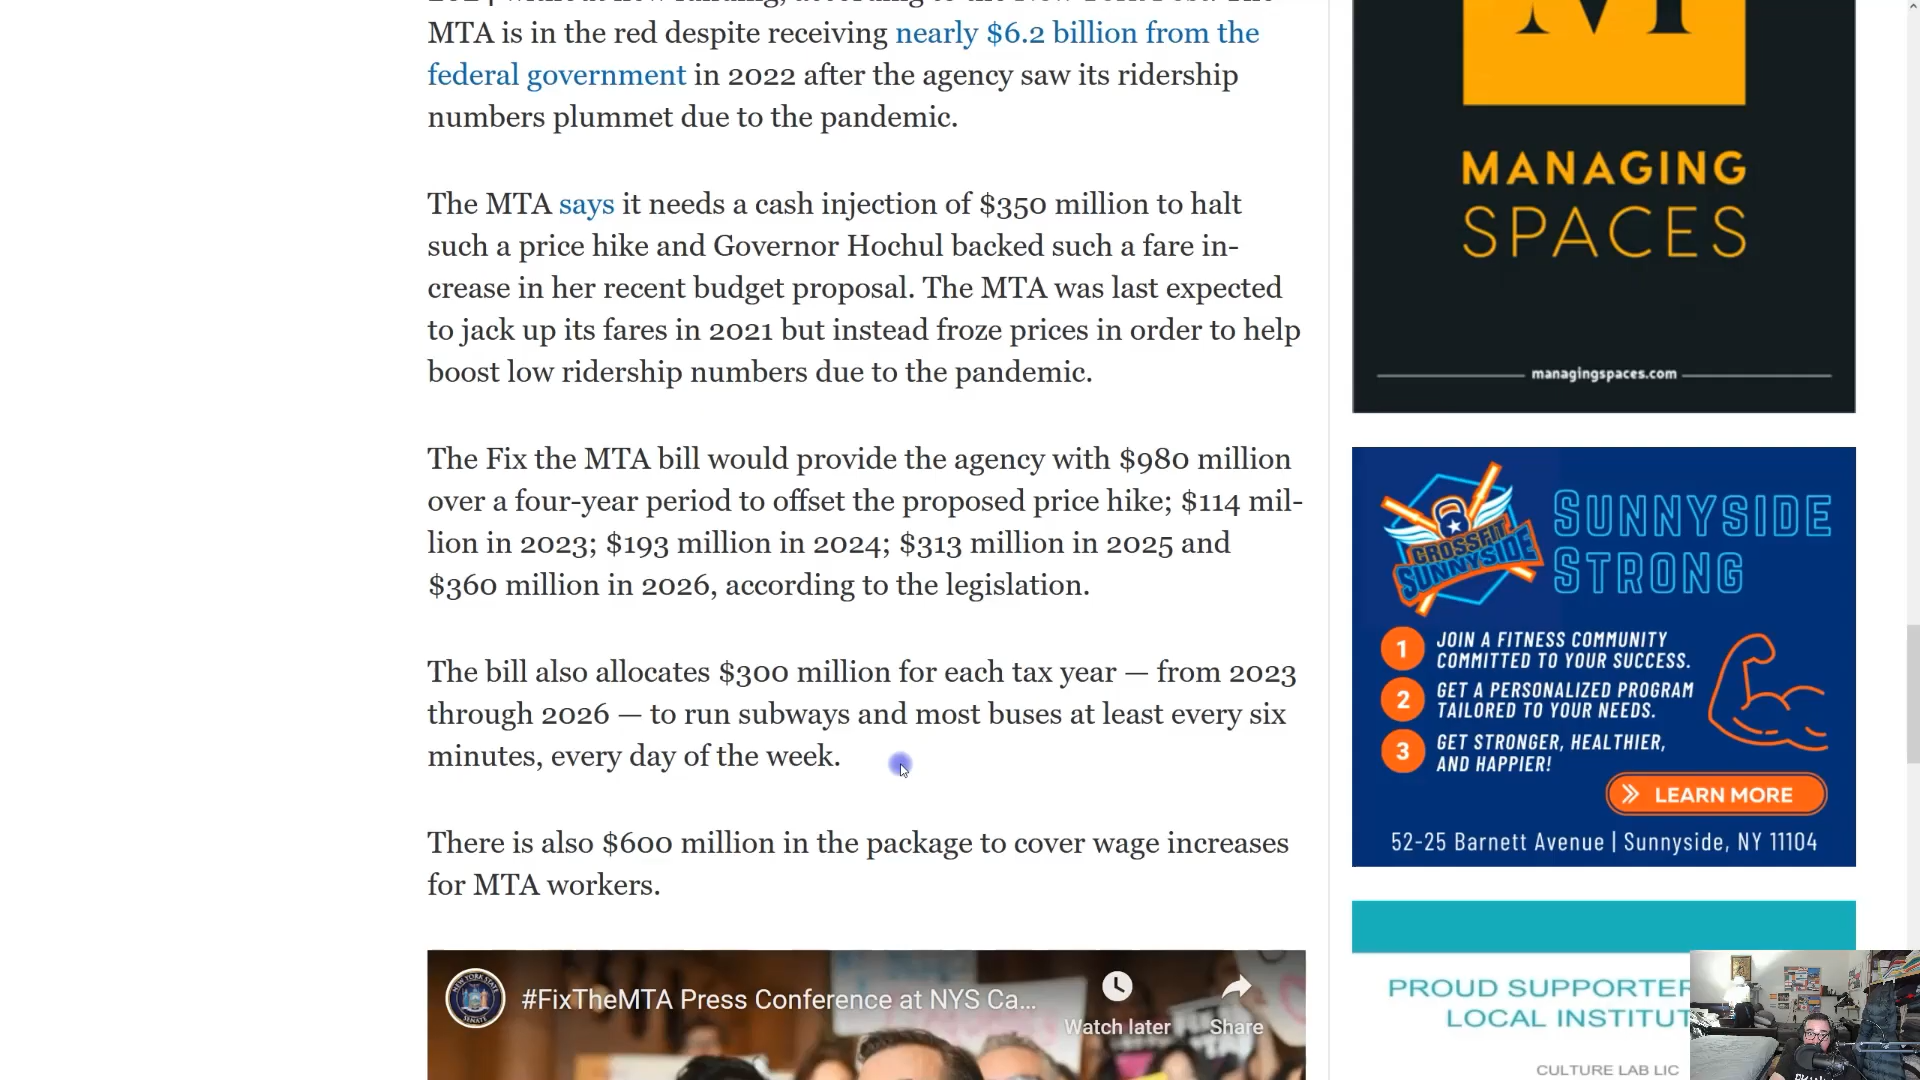 MTA is in the red despite receiving nearly $6.2 billion from the
federal government in 2022 after the agency saw its ridership
numbers plummet due to the pandemic.
The MTA says it needs a cash injection of $350 million to halt
such a price hike and Governor Hochul backed such a fare in-
crease in her recent budget proposal. The MTA was last expected
to jack up its fares in 2021 but instead froze prices in order to help
boost low ridership numbers due to the pandemic.
The Fix the MTA bill would provide the agency with $980 million
over a four-year period to offset the proposed price hike; $114 mil-
lion in 2023; $193 million in 2024; $313 million in 2025 and
$360 million in 2026, according to the legislation.
The bill also allocates $300 million for each tax year — from 2023
through 2026 — to run subways and most buses at least every six
minutes, every day of the week.
There is also $600 million in the package to cover wage increases
for MTA workers.
#FixTheMTA Press Conference at NYS Ca...
Watch later
Share
M
MANAGING
SPACES
managingspaces.com
CROSSFIT
SUNNYSIDE
SUNNYSIDE
STRONG
1 JOIN A FITNESS COMMUNITY
COMMITTED TO YOUR SUCCESS.
2 GET A PERSONALIZED PROGRAM
TAILORED TO YOUR NEEDS.
3 GET STRONGER, HEALTHIER,
AND HAPPIER!
LEARN MORE
52-25 Barnett Avenue | Sunnyside, NY 11104
PROUD SUPPORTER
LOCAL INSTITUT
CULTURE LAB LIC